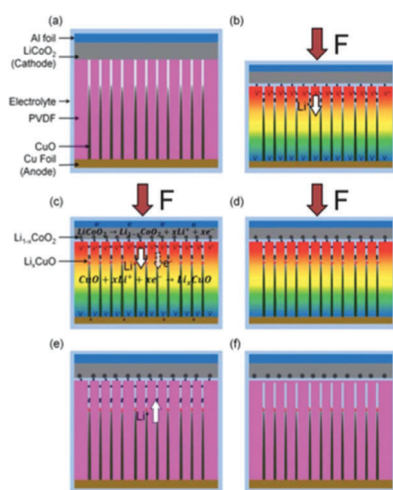 (a)
Al foil
LiCoO₂
(Cathode)
Electrolyte
PVDF
CuO
Cu Foil
(Anode)
(b)
F
Li⁺
(c)
F
Li₁₋ₓCoO₂
LiCoO₂ → Li₁₋ₓCoO₂ + xLi⁺ + xe⁻
LiₓCuO
Li⁺
e⁻
CuO + xLi⁺ + xe⁻ → LiₓCuO
(d)
F
(e)
Li⁺
(f)